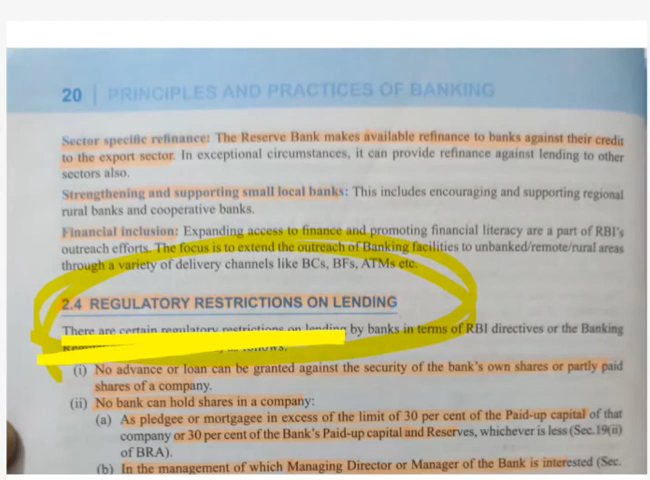 20 | PRINCIPLES AND PRACTICES OF BANKING
Sector specific refinance: The Reserve Bank makes available refinance to banks against their credit
to the export sector. In exceptional circumstances, it can provide refinance against lending to other
sectors also.
Strengthening and supporting small local banks: This includes encouraging and supporting regional
rural banks and cooperative banks.
Financial inclusion: Expanding access to finance and promoting financial literacy are a part of RBI's
outreach efforts. The focus is to extend the outreach of Banking facilities to unbanked/remote/rural areas
through a variety of delivery channels like BCs, BFs, ATMs etc.
2.4 REGULATORY RESTRICTIONS ON LENDING
There are certain regulatory restrictions on lending by banks in terms of RBI directives or the Banking
as follows:
(i) No advance or loan can be granted against the security of the bank's own shares or partly paid
shares of a company.
(ii) No bank can hold shares in a company:
(a) As pledgee or mortgagee in excess of the limit of 30 per cent of the Paid-up capital of that
company or 30 per cent of the Bank's Paid-up capital and Reserves, whichever is less (Sec.19(ii)
of BRA).
(b) In the management of which Managing Director or Manager of the Bank is interested (Sec.